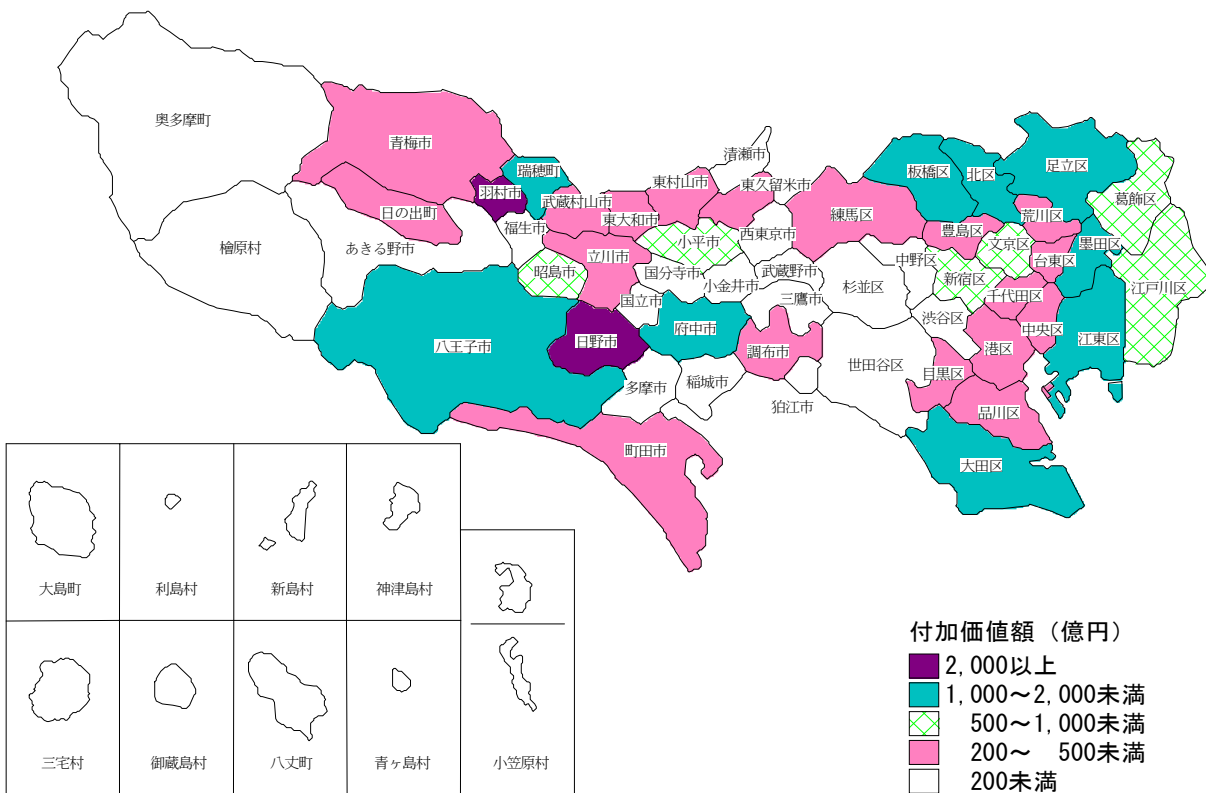 奥多摩町
青梅市
瑞穂町
清瀬市
板橋区
北区
足立区
羽村市
武蔵村山市
東村山市
東久留米市
葛飾区
日の出町
東大和市
練馬区
荒川区
檜原村
あきる野市
福生市
小平市
西東京市
豊島区
文京区
墨田区
立川市
台東区
昭島市
国分寺市
武蔵野市
中野区
新宿区
江戸川区
国立市
小金井市
三鷹市
杉並区
千代田区
渋谷区
中央区
八王子市
日野市
府中市
調布市
世田谷区
目黒区
港区
江東区
多摩市
稲城市
狛江市
品川区
町田市
大田区
大島町
利島村
新島村
神津島村
三宅村
御蔵島村
八丈町
青ヶ島村
小笠原村
付加価値額（億円）
2,000以上
1,000～2,000未満
500～1,000未満
200～ 500未満
200未満